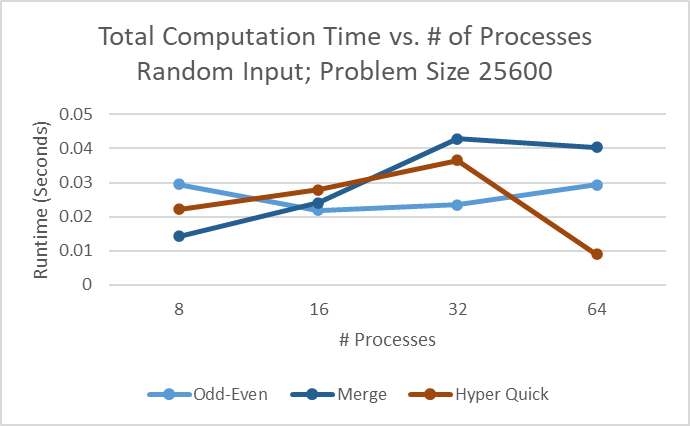 Total Computation Time vs. # of Processes
Random Input; Problem Size 25600
Runtime (Seconds)
0.05
0.04
0.03
0.02
0.01
0
8 16 32 64
# Processes
Odd-Even Merge Hyper Quick